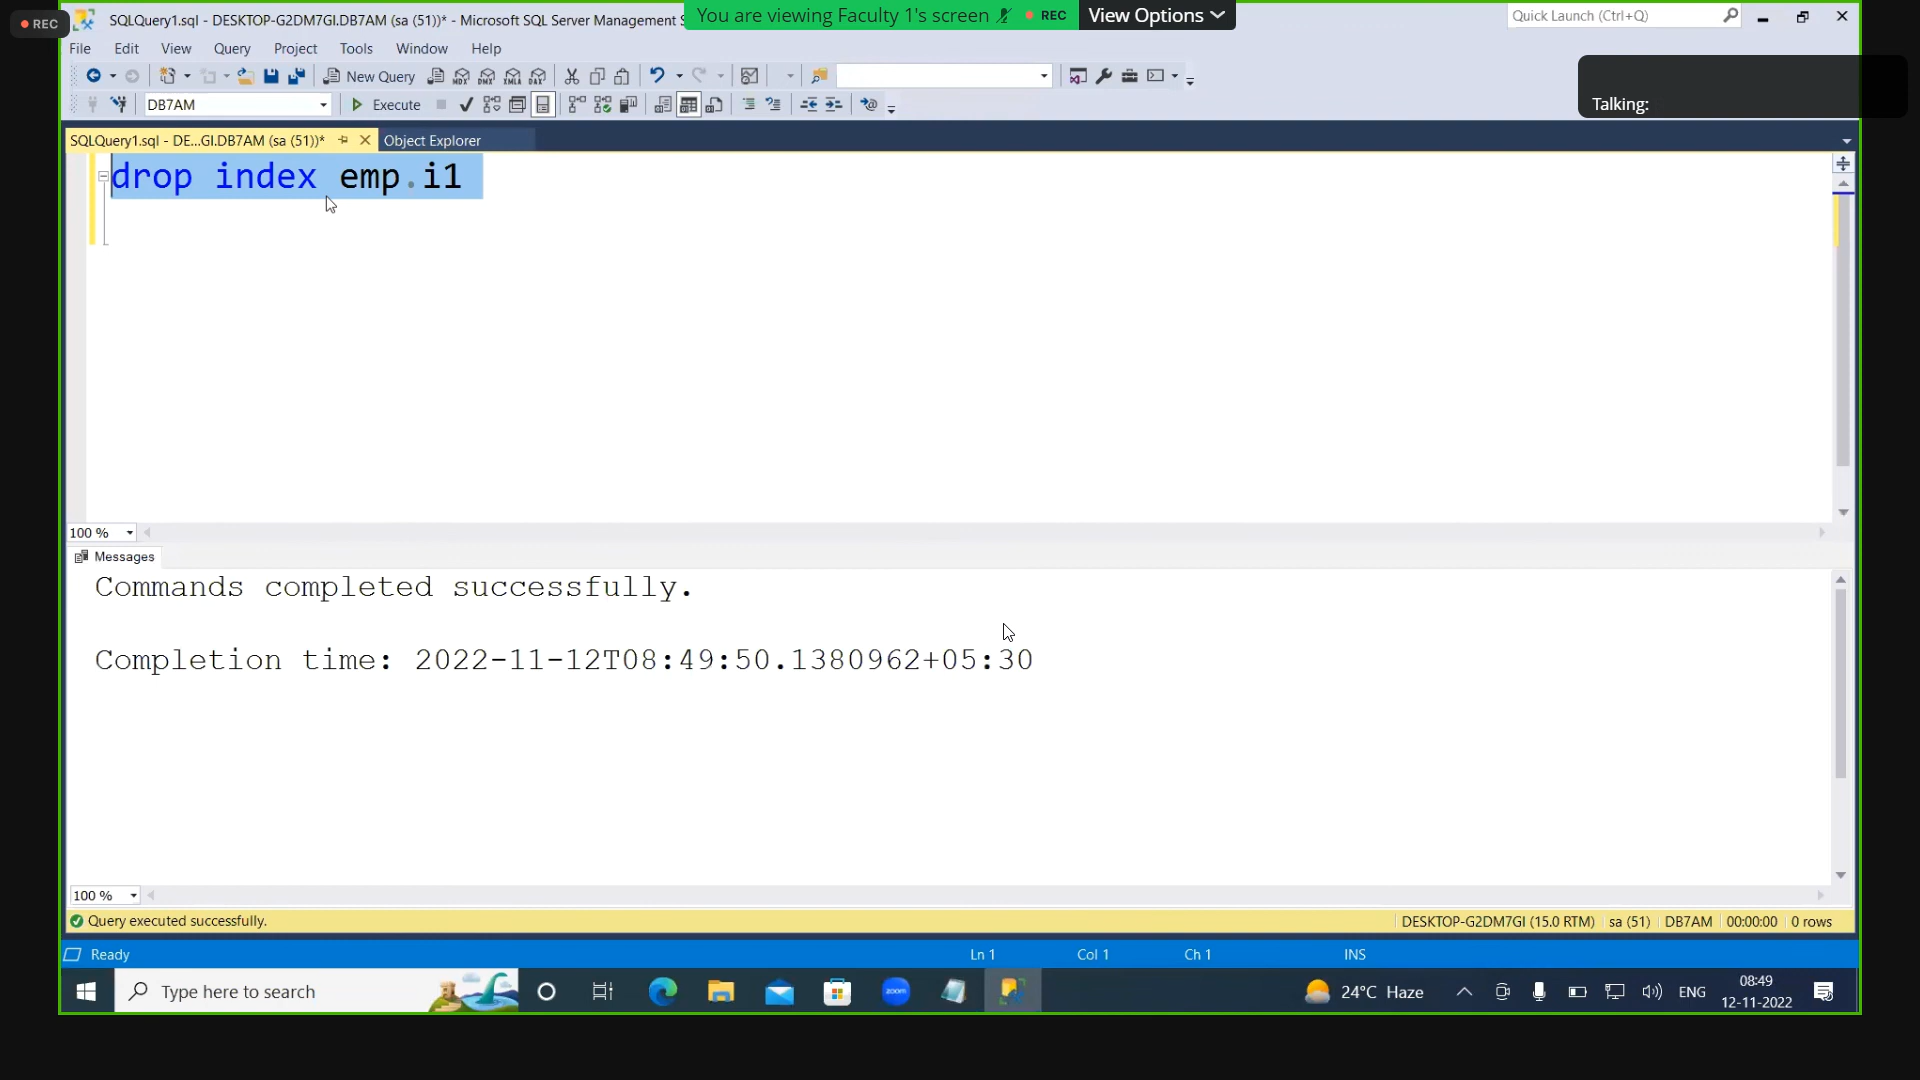 REC
SQLQuery1.sql - DESKTOP-G2DM7GI.DB7AM (sa (51))* - Microsoft SQL Server Management S
You are viewing Faculty 1's screen
REC
View Options
Quick Launch (Ctrl+Q)
File Edit View Query Project Tools Window Help
New Query
MDX DMX XMLA DAX
Talking:
DB7AM
Execute
SQLQuery1.sql - DE...GI.DB7AM (sa (51))*
Object Explorer
drop index emp.i1
100 %
Messages
Commands completed successfully.
Completion time: 2022-11-12T08:49:50.1380962+05:30
100 %
Query executed successfully.
DESKTOP-G2DM7GI (15.0 RTM) sa (51) DB7AM 00:00:00 0 rows
Ready
Ln 1 Col 1 Ch 1 INS
Type here to search
zoom
24°C Haze
ENG
08:49
12-11-2022